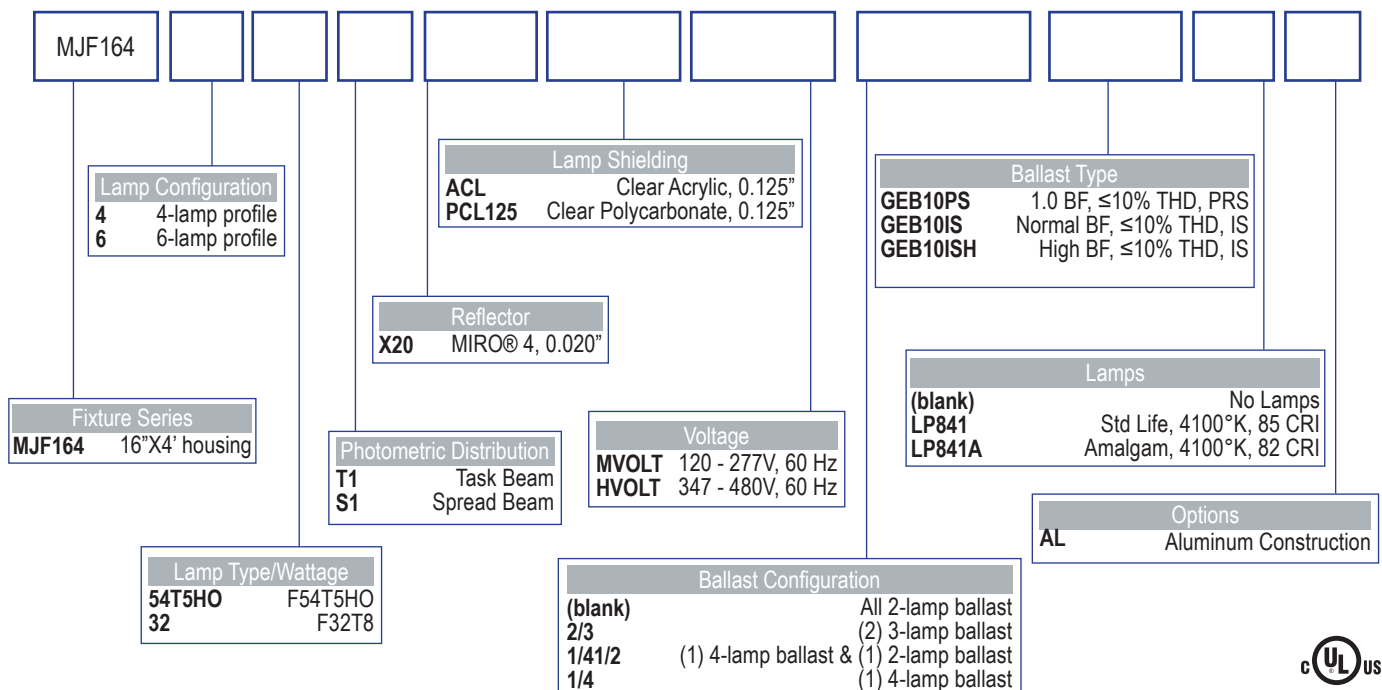 MJF164
Lamp Configuration
4 4-lamp profile
6 6-lamp profile
Lamp Shielding
ACL Clear Acrylic, 0.125”
PCL125 Clear Polycarbonate, 0.125”
Ballast Type
GEB10PS 1.0 BF, ≤10% THD, PRS
GEB10IS Normal BF, ≤10% THD, IS
GEB10ISH High BF, ≤10% THD, IS
Reflector
X20 MIRO® 4, 0.020”
Lamps
(blank) No Lamps
LP841 Std Life, 4100°K, 85 CRI
LP841A Amalgam, 4100°K, 82 CRI
Fixture Series
MJF164 16”X4’ housing
Photometric Distribution
T1 Task Beam
S1 Spread Beam
Voltage
MVOLT 120 - 277V, 60 Hz
HVOLT 347 - 480V, 60 Hz
Options
AL Aluminum Construction
Lamp Type/Wattage
54T5HO F54T5HO
32 F32T8
Ballast Configuration
(blank) All 2-lamp ballast
2/3 (2) 3-lamp ballast
1/41/2 (1) 4-lamp ballast & (1) 2-lamp ballast
1/4 (1) 4-lamp ballast
c UL ® US